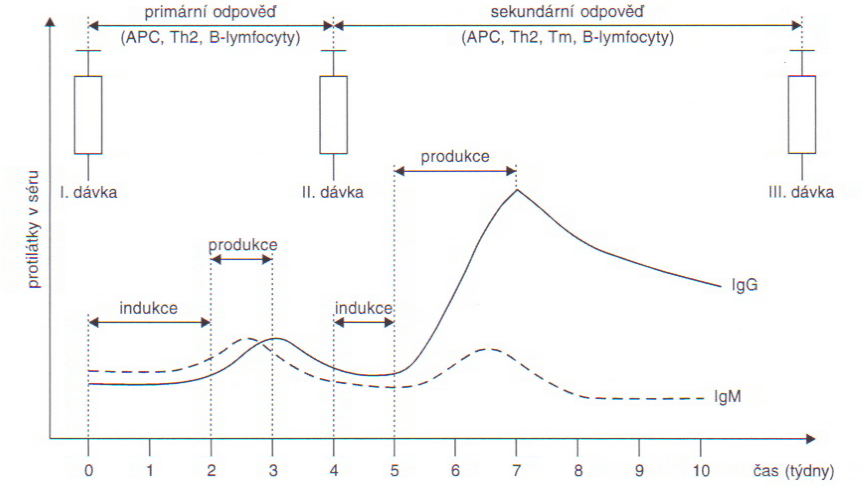 primární odpověď
(APC, Th2, B-lymfocyty)
sekundární odpověď
(APC, Th2, Tm, B-lymfocyty)
I. dávka
II. dávka
III. dávka
protilátky v séru
produkce
produkce
indukce
indukce
IgG
IgM
0 1 2 3 4 5 6 7 8 9 10 čas (týdny)